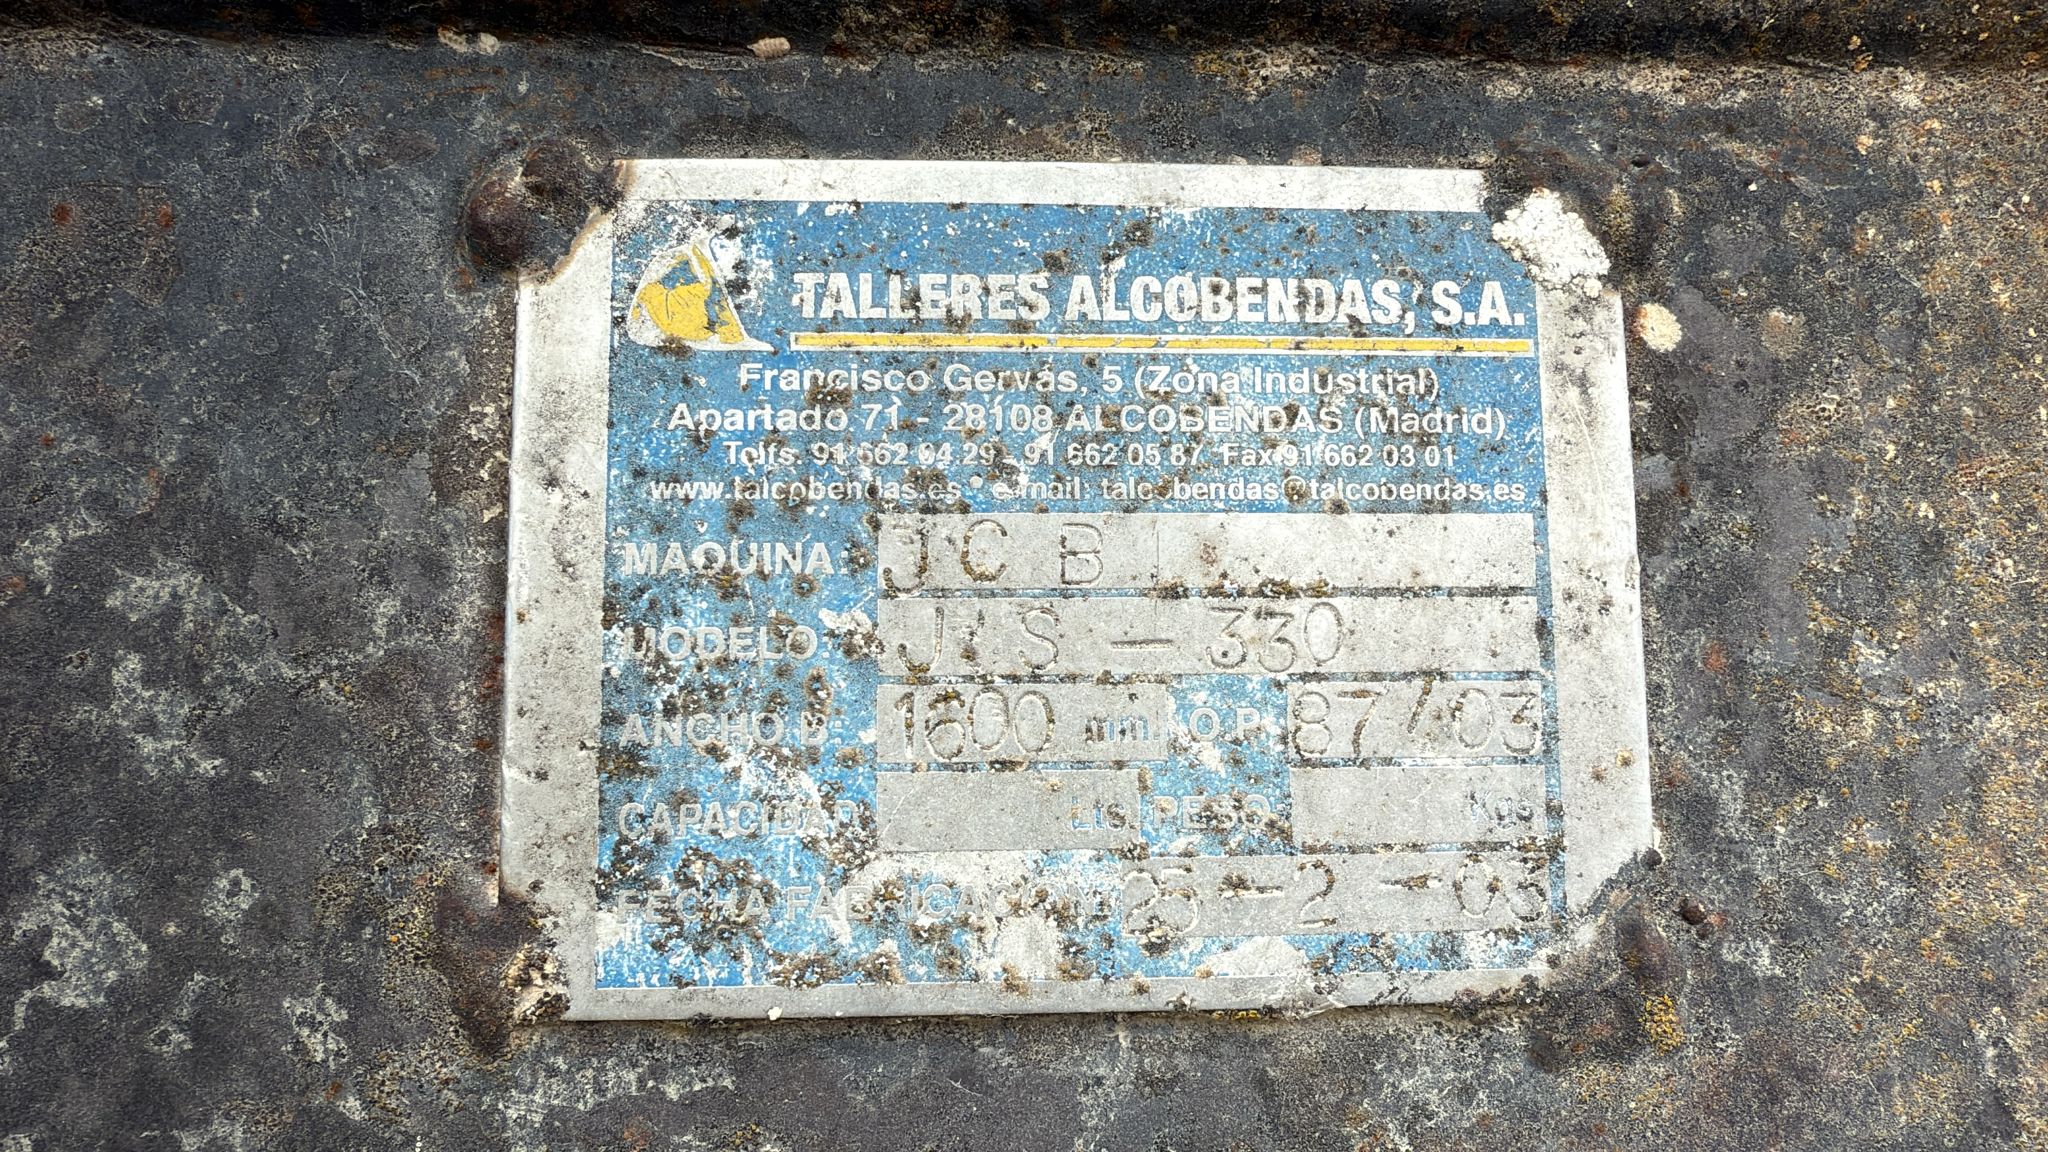 TALLERES ALCOBENDAS, S.A.
Francisco Gervás, 5 (Zona Industrial)
Apartado 71 - 28108 ALCOBENDAS (Madrid)
Tolfs. 91 662 04 29 - 91 662 05 87 Fax 91 662 03 01
www.talcobendas.es • e-mail: talcobendas@talcobendas.es
MAQUINA: JCB
MODELO: JS-330
ANCHO B: 1600 mm. O.P. 87/03
CAPACIDAD Lts. PESO Kgs
FECHA FABRICACION: 25-2-03